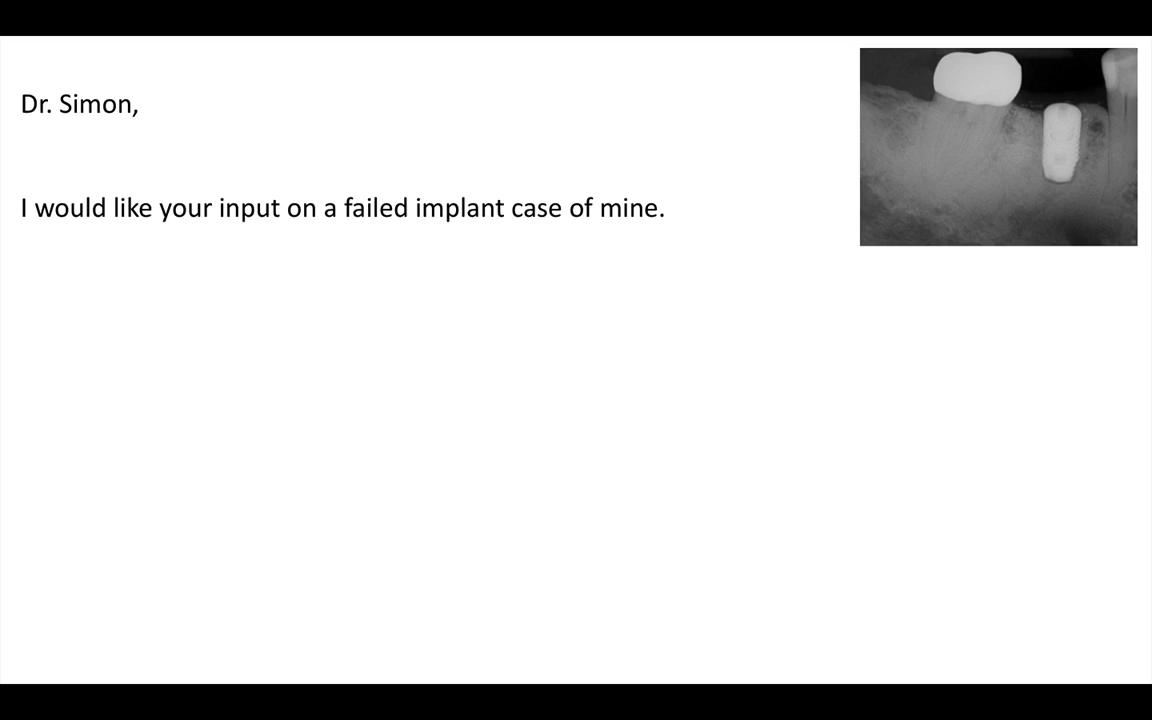 Dr. Simon,
I would like your input on a failed implant case of mine.